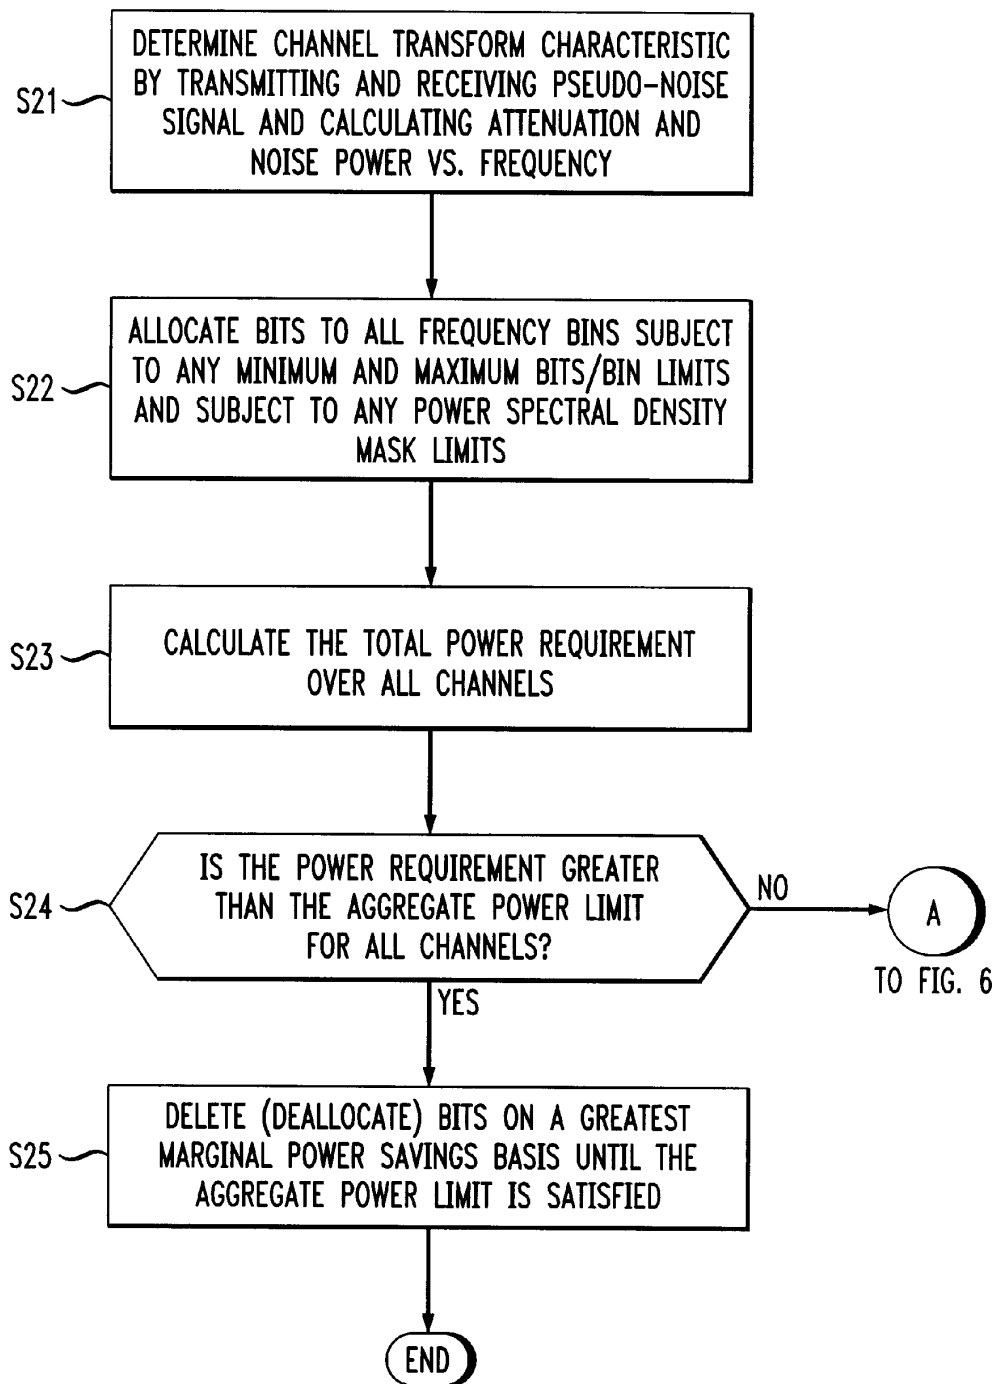 S21
DETERMINE CHANNEL TRANSFORM CHARACTERISTIC
BY TRANSMITTING AND RECEIVING PSEUDO-NOISE
SIGNAL AND CALCULATING ATTENUATION AND
NOISE POWER VS. FREQUENCY
S22
ALLOCATE BITS TO ALL FREQUENCY BINS SUBJECT
TO ANY MINIMUM AND MAXIMUM BITS/BIN LIMITS
AND SUBJECT TO ANY POWER SPECTRAL DENSITY
MASK LIMITS
S23
CALCULATE THE TOTAL POWER REQUIREMENT
OVER ALL CHANNELS
S24
IS THE POWER REQUIREMENT GREATER
THAN THE AGGREGATE POWER LIMIT
FOR ALL CHANNELS?
NO
A
TO FIG. 6
YES
S25
DELETE (DEALLOCATE) BITS ON A GREATEST
MARGINAL POWER SAVINGS BASIS UNTIL THE
AGGREGATE POWER LIMIT IS SATISFIED
END